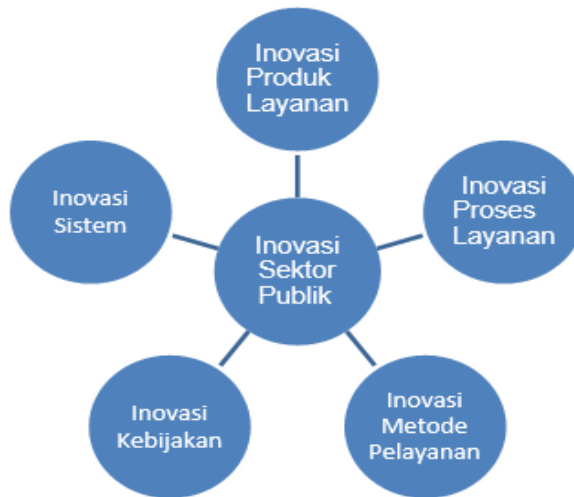 Inovasi
Produk
Layanan
Inovasi
Sistem
Inovasi
Proses
Layanan
Inovasi
Sektor
Publik
Inovasi
Kebijakan
Inovasi
Metode
Pelayanan